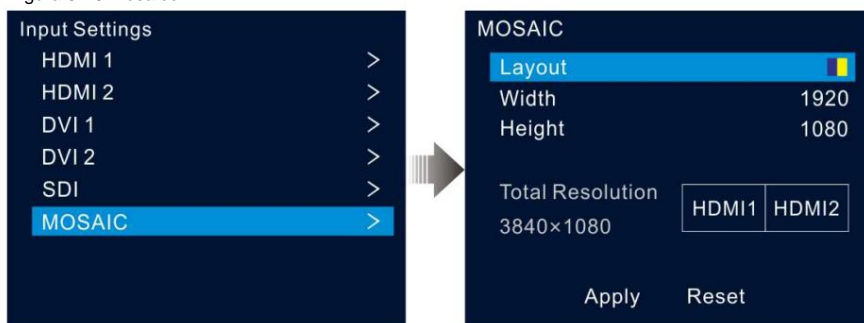 Input Settings
HDMI 1 >
HDMI 2 >
DVI 1 >
DVI 2 >
SDI >
MOSAIC >
MOSAIC
Layout
Width 1920
Height 1080
Total Resolution
3840×1080
HDMI1 HDMI2
Apply Reset